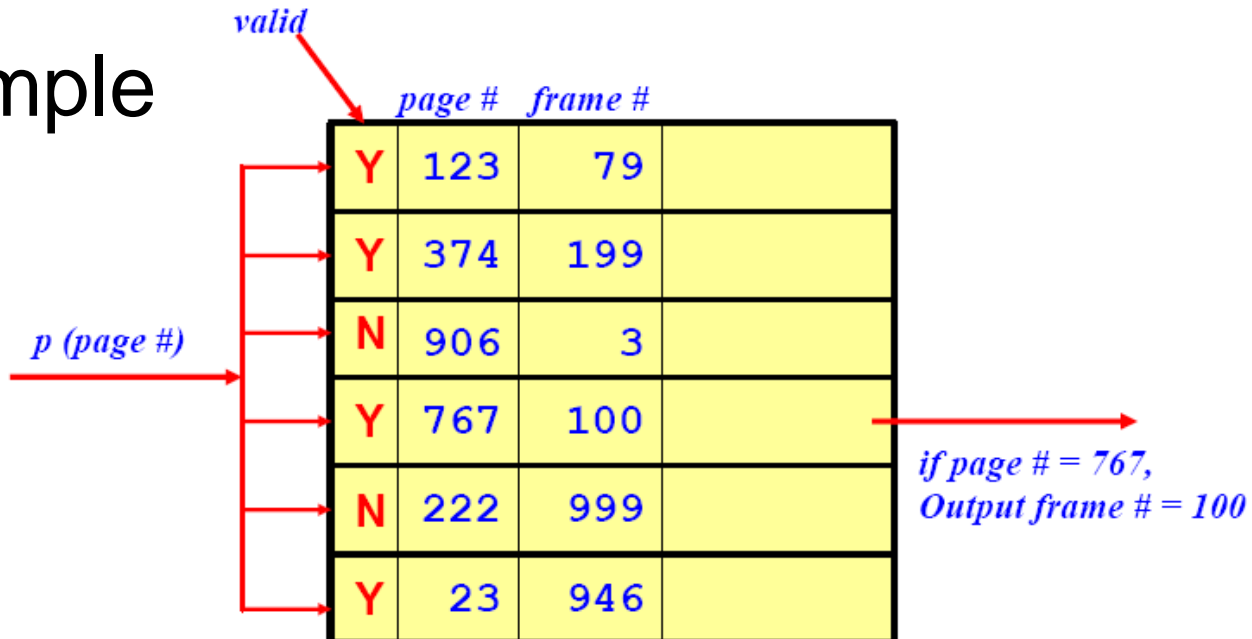 valid
mple
page # frame #
Y 123 79
Y 374 199
N 906 3
p (page #)
Y 767 100
if page # = 767,
Output frame # = 100
N 222 999
Y 23 946